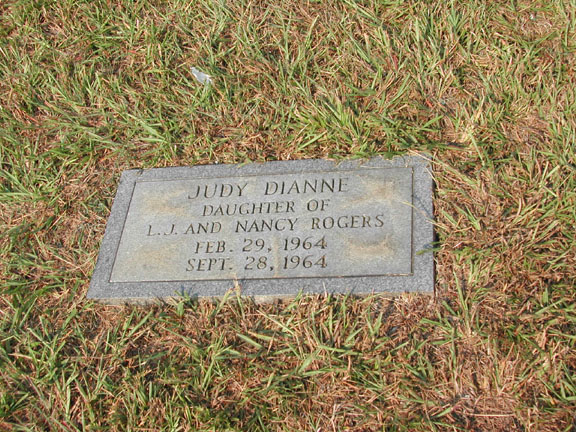 JUDY DIANNE
DAUGHTER OF
L.J. AND NANCY ROGERS
FEB. 29, 1964
SEPT. 28, 1964